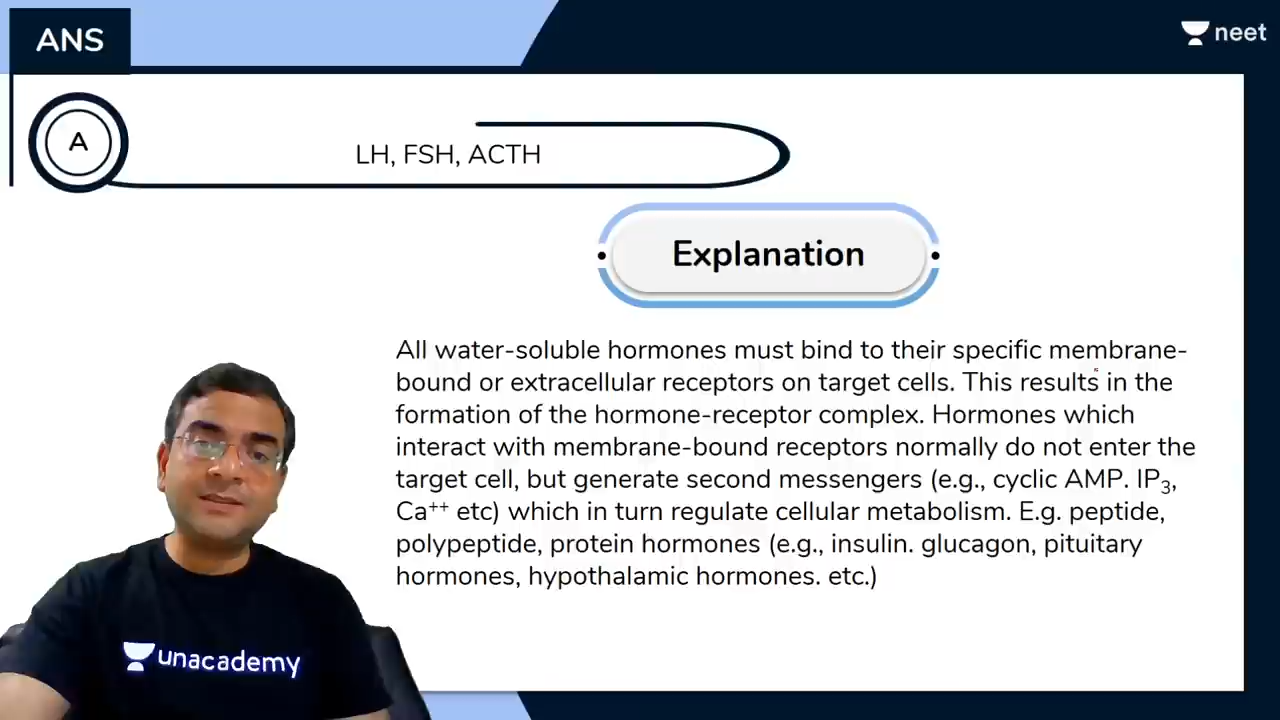 ANS
neet
A
LH, FSH, ACTH
Explanation
All water-soluble hormones must bind to their specific membrane-
bound or extracellular receptors on target cells. This results in the
formation of the hormone-receptor complex. Hormones which
interact with membrane-bound receptors normally do not enter the
target cell, but generate second messengers (e.g., cyclic AMP. IP₃,
Ca⁺⁺ etc) which in turn regulate cellular metabolism. E.g. peptide,
polypeptide, protein hormones (e.g., insulin. glucagon, pituitary
hormones, hypothalamic hormones. etc.)
unacademy